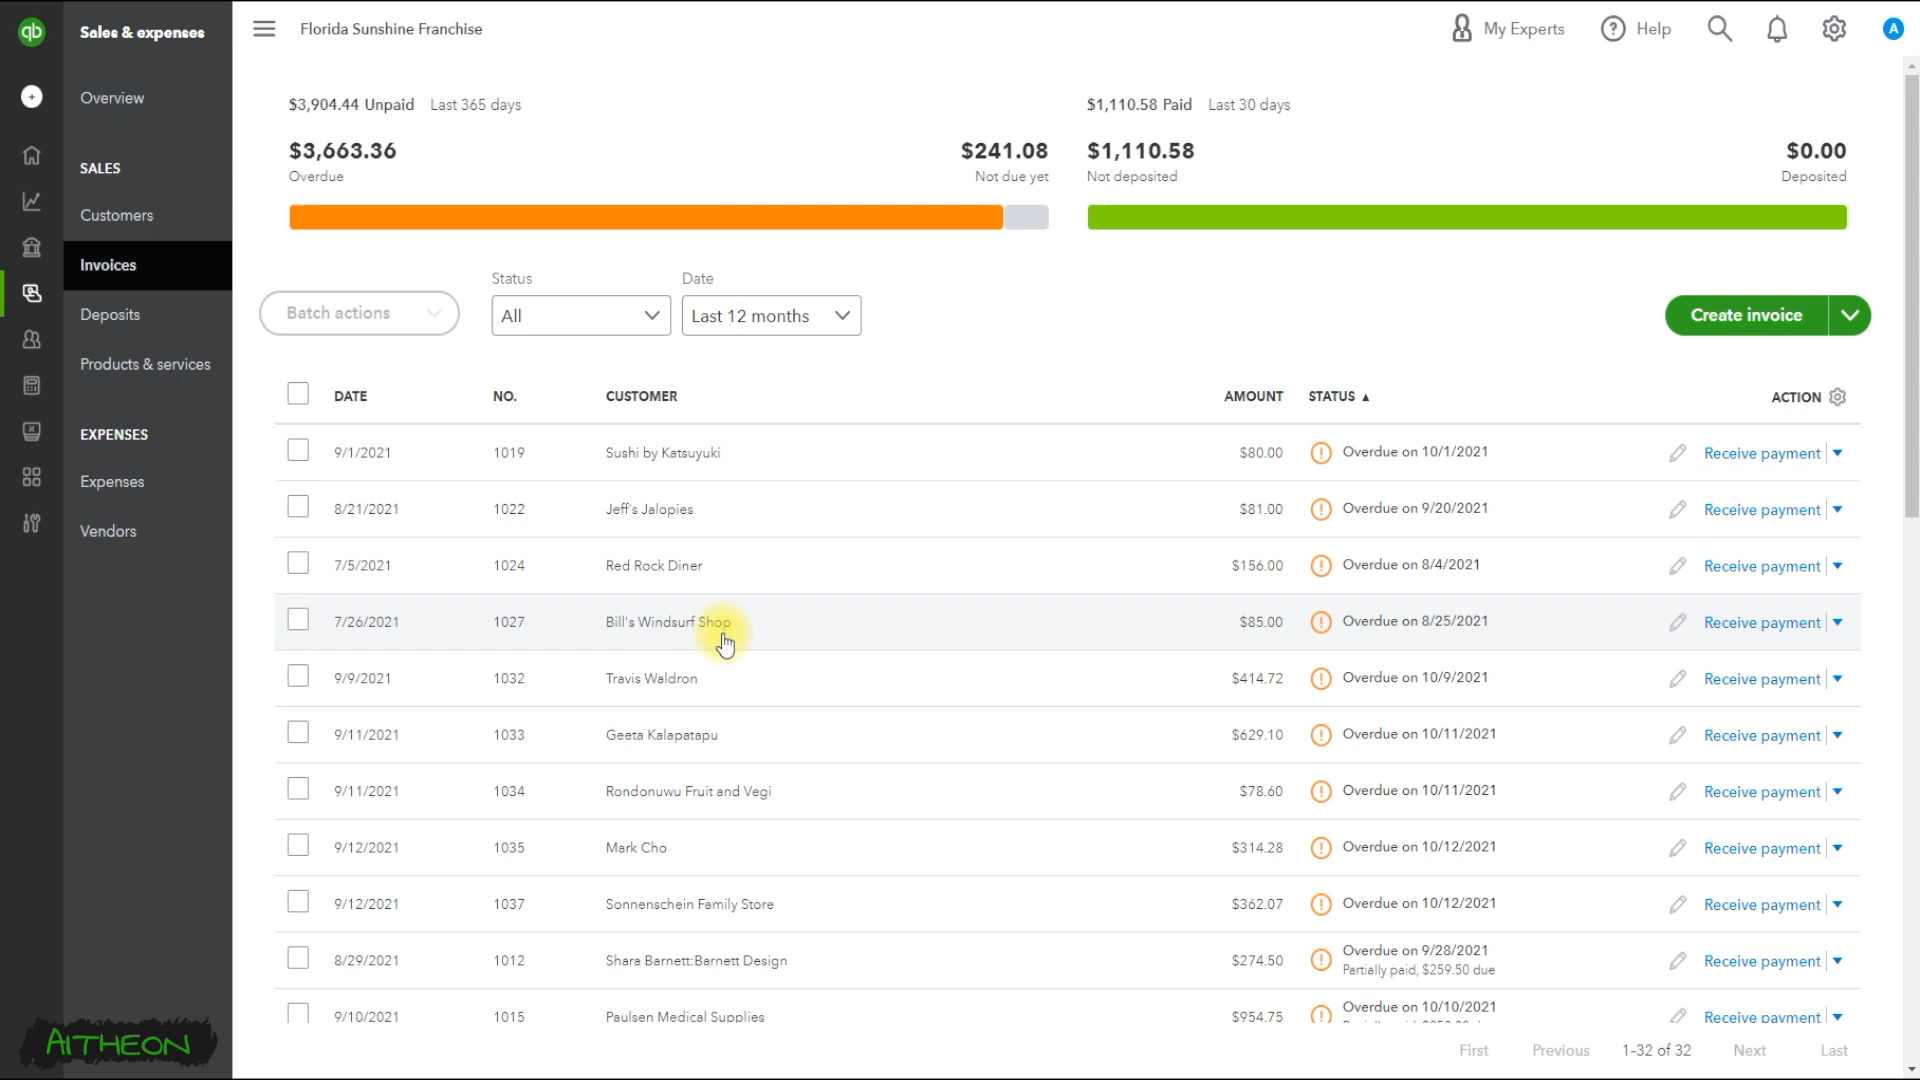 qb
Sales & expenses
Florida Sunshine Franchise
My Experts
Help
A
Overview
SALES
Customers
Invoices
Deposits
Products & services
EXPENSES
Expenses
Vendors
$3,904.44 Unpaid Last 365 days
$1,110.58 Paid Last 30 days
$3,663.36
$241.08
$1,110.58
$0.00
Overdue
Not due yet
Not deposited
Deposited
Status
Date
Batch actions
All
Last 12 months
Create invoice
DATE NO. CUSTOMER AMOUNT STATUS ▲ ACTION
9/1/2021 1019 Sushi by Katsuyuki $80.00 Overdue on 10/1/2021 Receive payment
8/21/2021 1022 Jeff's Jalopies $81.00 Overdue on 9/20/2021 Receive payment
7/5/2021 1024 Red Rock Diner $156.00 Overdue on 8/4/2021 Receive payment
7/26/2021 1027 Bill's Windsurf Shop $85.00 Overdue on 8/25/2021 Receive payment
9/9/2021 1032 Travis Waldron $414.72 Overdue on 10/9/2021 Receive payment
9/11/2021 1033 Geeta Kalapatapu $629.10 Overdue on 10/11/2021 Receive payment
9/11/2021 1034 Rondonuwu Fruit and Vegi $78.60 Overdue on 10/11/2021 Receive payment
9/12/2021 1035 Mark Cho $314.28 Overdue on 10/12/2021 Receive payment
9/12/2021 1037 Sonnenschein Family Store $362.07 Overdue on 10/12/2021 Receive payment
8/29/2021 1012 Shara Barnett:Barnett Design $274.50 Overdue on 9/28/2021 Receive payment
Partially paid, $259.50 due
9/10/2021 1015 Paulsen Medical Supplies $954.75 Overdue on 10/10/2021 Receive payment
First Previous 1-32 of 32 Next Last
AITHEON